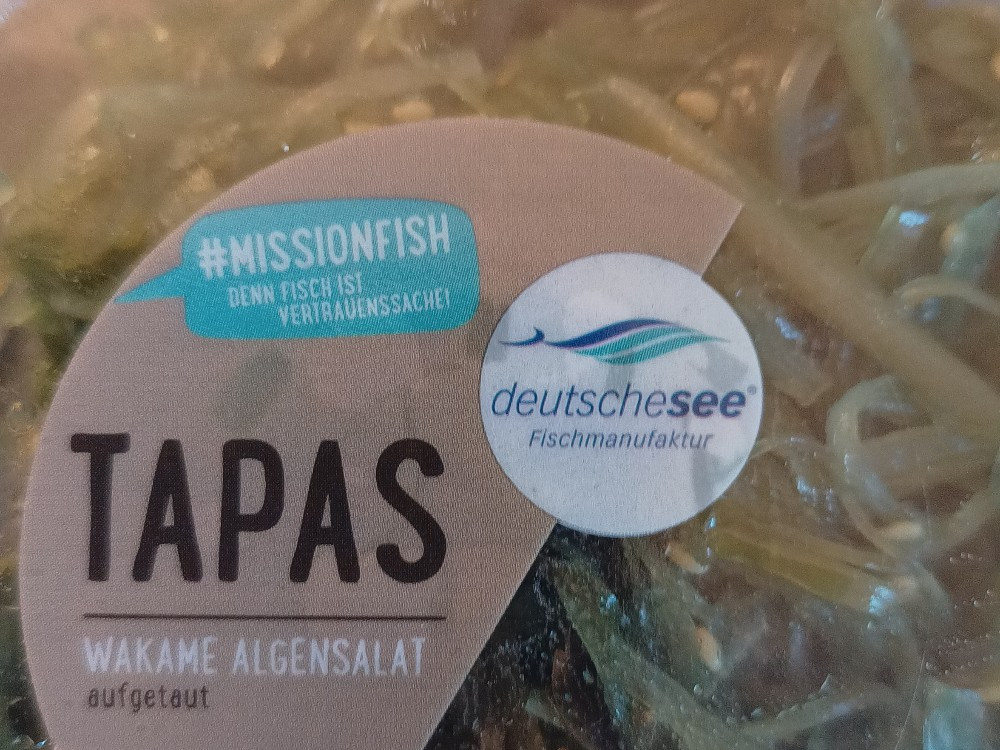 #MISSIONFISH
DENN FISCH IST
VERTRAUENSSACHE!
deutschesee®
Fischmanufaktur
TAPAS
WAKAME ALGENSALAT
aufgetaut